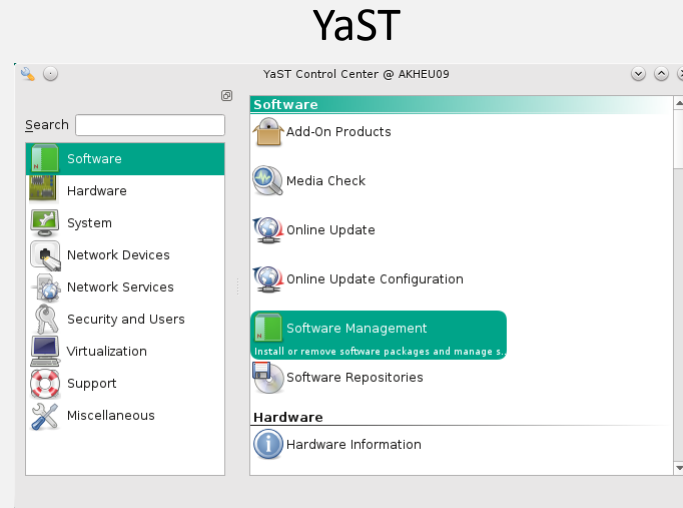 YaST
YaST Control Center @ AKHEU09
Search
Software
Hardware
System
Network Devices
Network Services
Security and Users
Virtualization
Support
Miscellaneous
Software
Add-On Products
Media Check
Online Update
Online Update Configuration
Software Management
Install or remove software packages and manage s.
Software Repositories
Hardware
Hardware Information